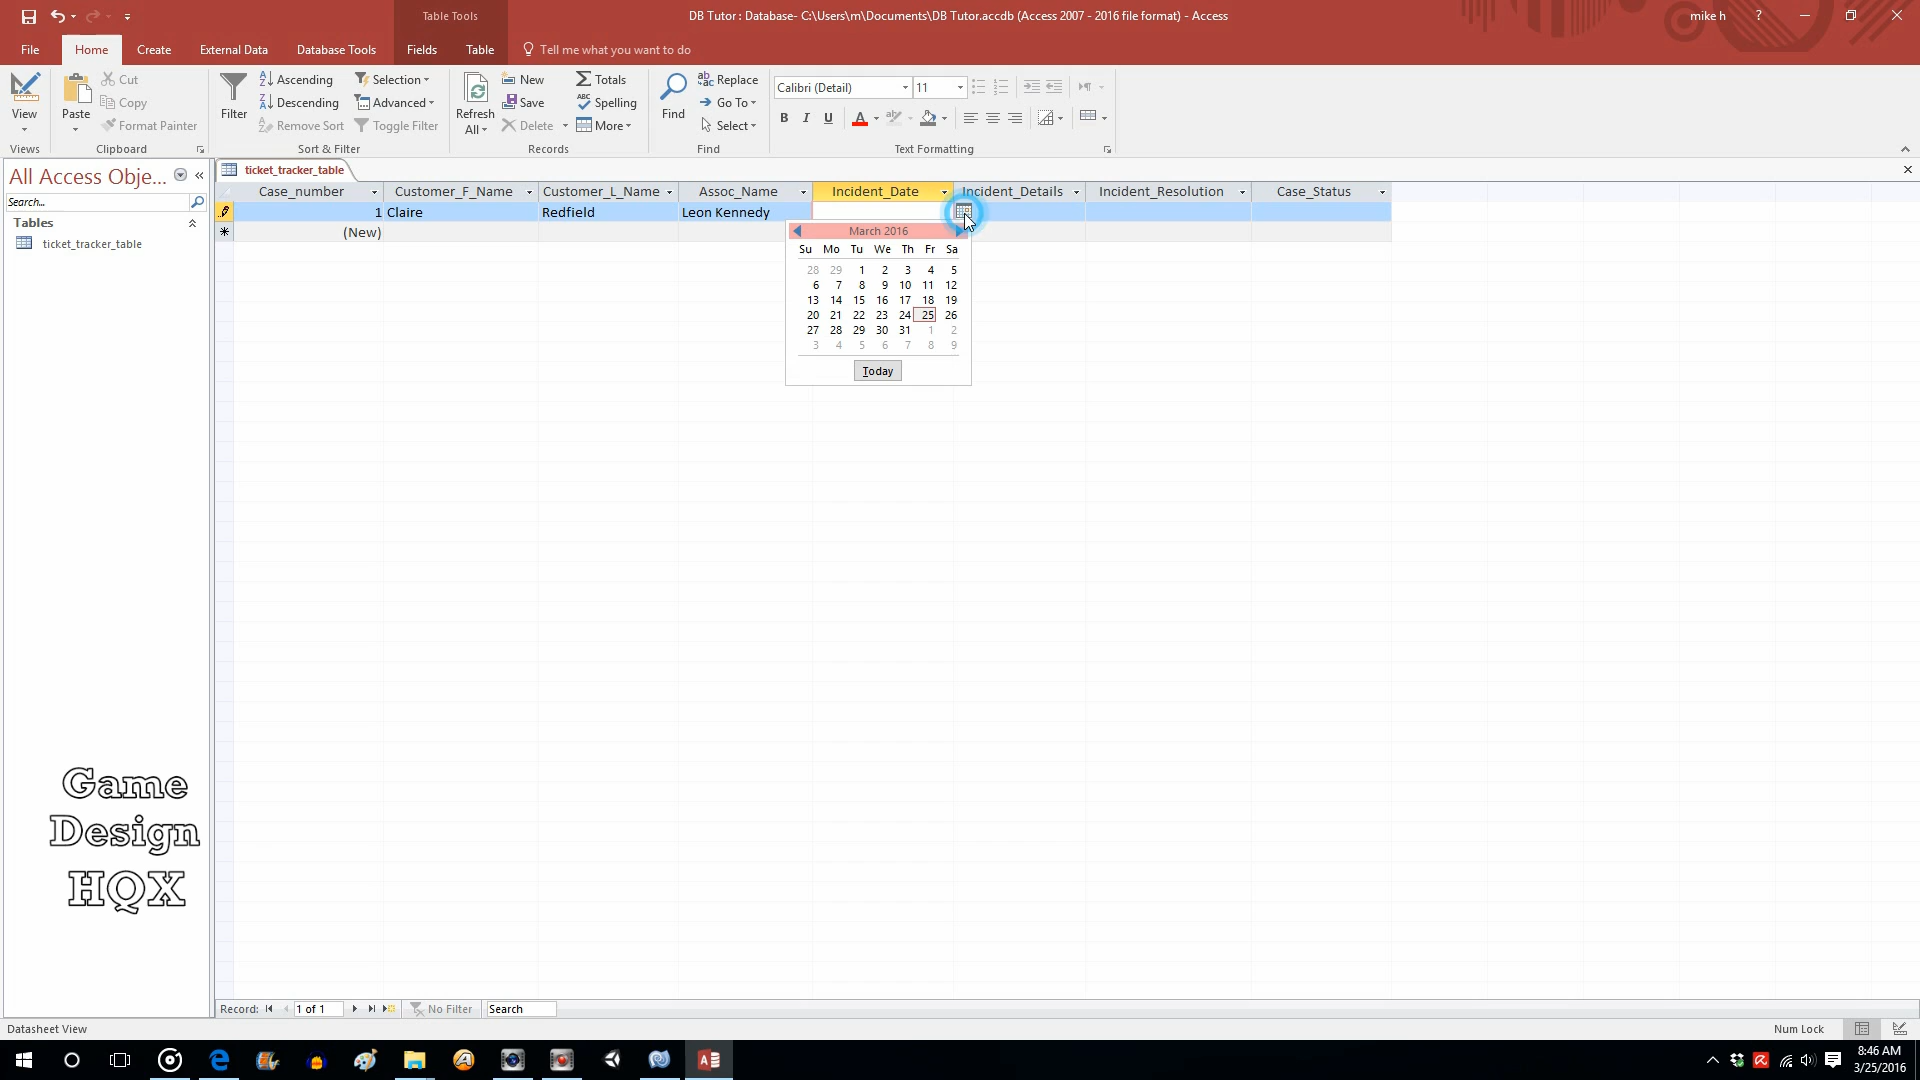 Table Tools
DB Tutor : Database- C:\Users\m\Documents\DB Tutor.accdb (Access 2007 - 2016 file format) - Access
mike h
?
File Home Create External Data Database Tools Fields Table Tell me what you want to do
View
Views
Paste
Cut
Copy
Format Painter
Clipboard
Filter
Ascending
Descending
Remove Sort
Selection
Advanced
Toggle Filter
Sort & Filter
Refresh All
New
Save
Delete
Totals
Spelling
More
Records
Find
Replace
Go To
Select
Find
Calibri (Detail) 11
B I U A
Text Formatting
All Access Obje...
Search...
Tables
ticket_tracker_table
ticket_tracker_table
Case_number Customer_F_Name Customer_L_Name Assoc_Name Incident_Date Incident_Details Incident_Resolution Case_Status
1 Claire Redfield Leon Kennedy
(New)
March 2016
Su Mo Tu We Th Fr Sa
28 29 1 2 3 4 5
6 7 8 9 10 11 12
13 14 15 16 17 18 19
20 21 22 23 24 25 26
27 28 29 30 31 1 2
3 4 5 6 7 8 9
Today
Game
Design
HQX
Record: 1 of 1 No Filter Search
Datasheet View
Num Lock
8:46 AM
3/25/2016